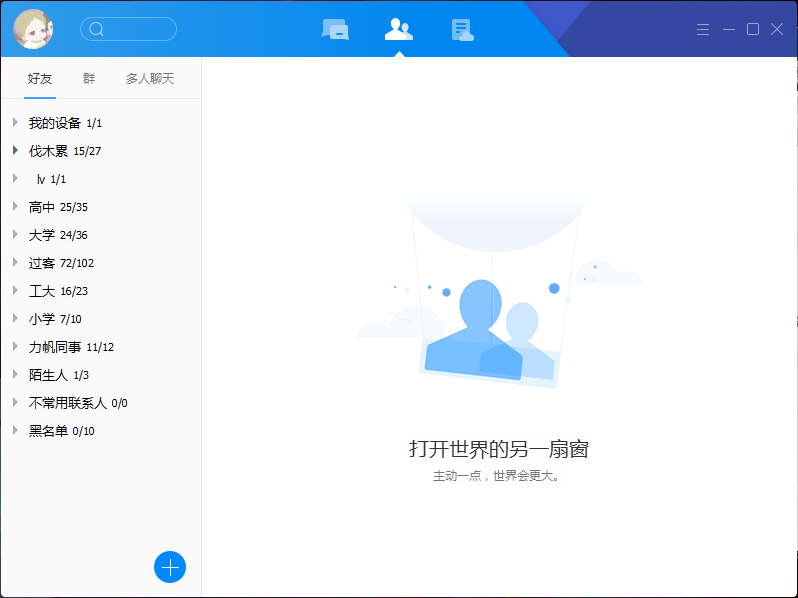 好友 群 多人聊天
我的设备 1/1
伐木累 15/27
lv 1/1
高中 25/35
大学 24/36
过客 72/102
工大 16/23
小学 7/10
力帆同事 11/12
陌生人 1/3
不常用联系人 0/0
黑名单 0/10
打开世界的另一扇窗
主动一点，世界会更大。